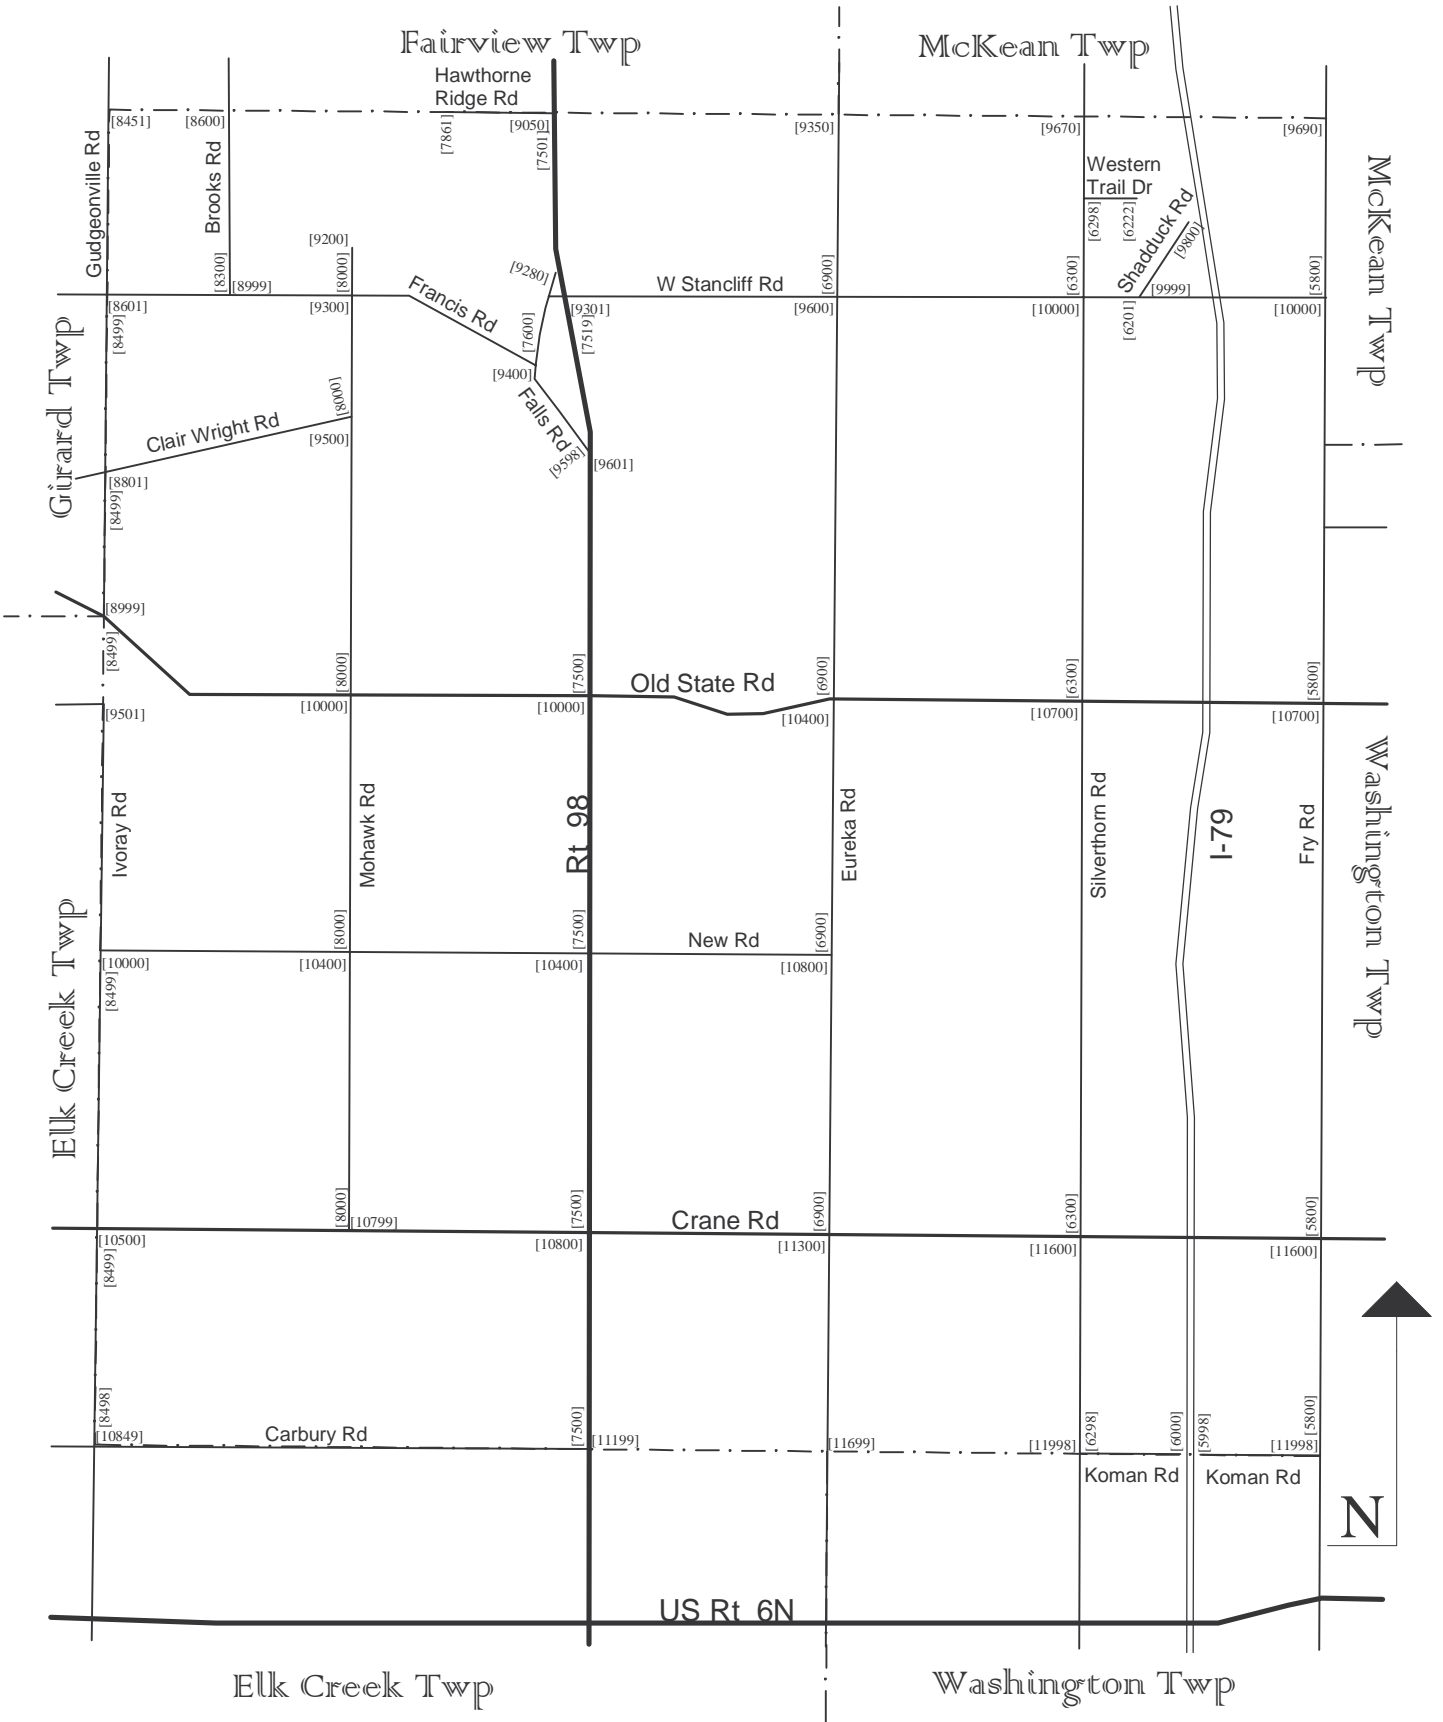 Fairview Twp
McKean Twp
Hawthorne
Ridge Rd
[8451]
[8600]
[7861]
[9050]
[7501]
[9350]
[9670]
[9690]
Gudgeonville Rd
Brooks Rd
Western
Trail Dr
[6298]
[6222]
Shadduck Rd
[9800]
McKean Twp
[9200]
[8300]
[8999]
[8000]
[9280]
Francis Rd
W Stancliff Rd
[6900]
[6300]
[9999]
[5800]
[8601]
[8499]
[9300]
[7600]
[9301]
[7519]
[9600]
[10000]
[6201]
[10000]
Girard Twp
[9400]
Falls Rd
[8000]
Clair Wright Rd
[9500]
[9598]
[9601]
[8801]
[8499]
[8999]
[8499]
[8000]
[7500]
Old State Rd
[6900]
[6300]
[5800]
[9501]
[10000]
[10000]
[10400]
[10700]
[10700]
Ivoray Rd
Mohawk Rd
Rt 98
Eureka Rd
Silverthorn Rd
I-79
Fry Rd
Washington Twp
Elk Creek Twp
[8000]
[7500]
New Rd
[6900]
[10000]
[8499]
[10400]
[10400]
[10800]
[8000]
[10799]
[7500]
Crane Rd
[6900]
[6300]
[5800]
[10500]
[8499]
[10800]
[11300]
[11600]
[11600]
[8498]
[10849]
Carbury Rd
[7500]
[11199]
[11699]
[11998]
[6298]
[6000]
[5998]
[11998]
[5800]
Koman Rd
Koman Rd
N
US Rt 6N
Elk Creek Twp
Washington Twp